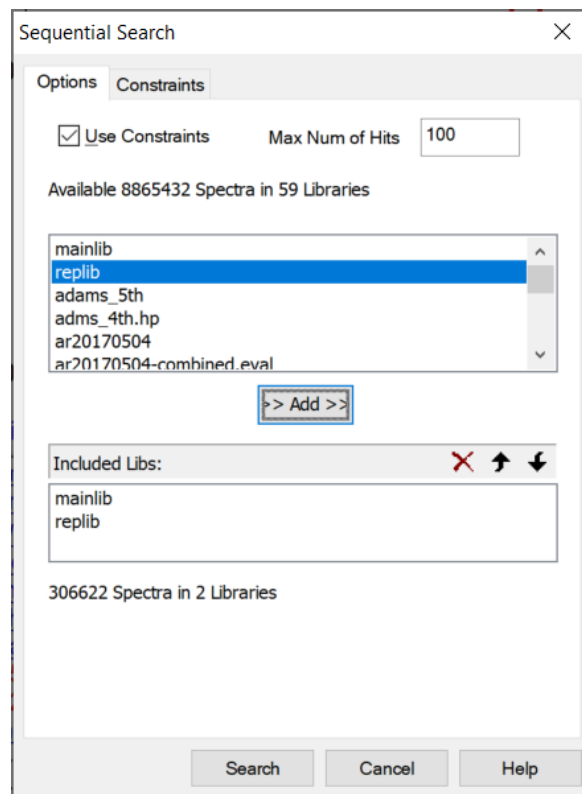 Sequential Search
Options Constraints
Use Constraints Max Num of Hits 100
Available 8865432 Spectra in 59 Libraries
mainlib
replib
adams_5th
adms_4th.hp
ar20170504
ar20170504-combined.eval
>> Add >>
Included Libs:
mainlib
replib
306622 Spectra in 2 Libraries
Search Cancel Help